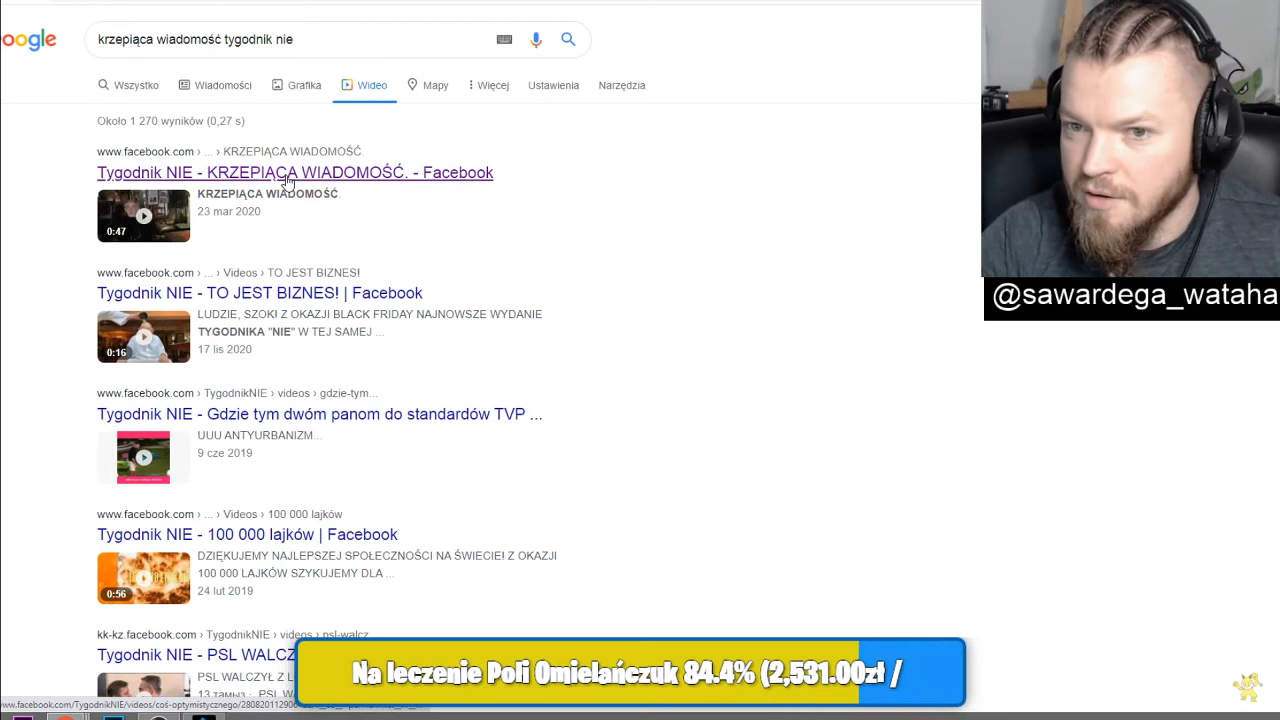 oogle
krzepiąca wiadomość tygodnik nie
Wszystko Wiadomości Grafika Wideo Mapy Więcej Ustawienia Narzędzia
Około 1 270 wyników (0,27 s)
www.facebook.com › ... › KRZEPIĄCA WIADOMOŚĆ.
Tygodnik NIE - KRZEPIĄCA WIADOMOŚĆ. - Facebook
KRZEPIĄCA WIADOMOŚĆ.
23 mar 2020
0:47
@sawardega_wataha
www.facebook.com › ... › Videos › TO JEST BIZNES!
Tygodnik NIE - TO JEST BIZNES! | Facebook
LUDZIE, SZOKI Z OKAZJI BLACK FRIDAY NAJNOWSZE WYDANIE
TYGODNIKA "NIE" W TEJ SAMEJ ...
17 lis 2020
0:16
www.facebook.com › TygodnikNIE › videos › gdzie-tym...
Tygodnik NIE - Gdzie tym dwóm panom do standardów TVP ...
UUU ANTYURBANIZM...
9 cze 2019
www.facebook.com › ... › Videos › 100 000 lajków
Tygodnik NIE - 100 000 lajków | Facebook
DZIĘKUJEMY NAJLEPSZEJ SPOŁECZNOŚCI NA ŚWIECIE! Z OKAZJI
100 000 LAJKÓW SZYKUJEMY DLA ...
24 lut 2019
0:56
kk-kz.facebook.com › TygodnikNIE › videos › psl-walcz
Tygodnik NIE - PSL WALC
PSL WALCZYŁ Z
13 тамыз
Na leczenie Poli Omielańczuk 84.4% (2,531.00zł /